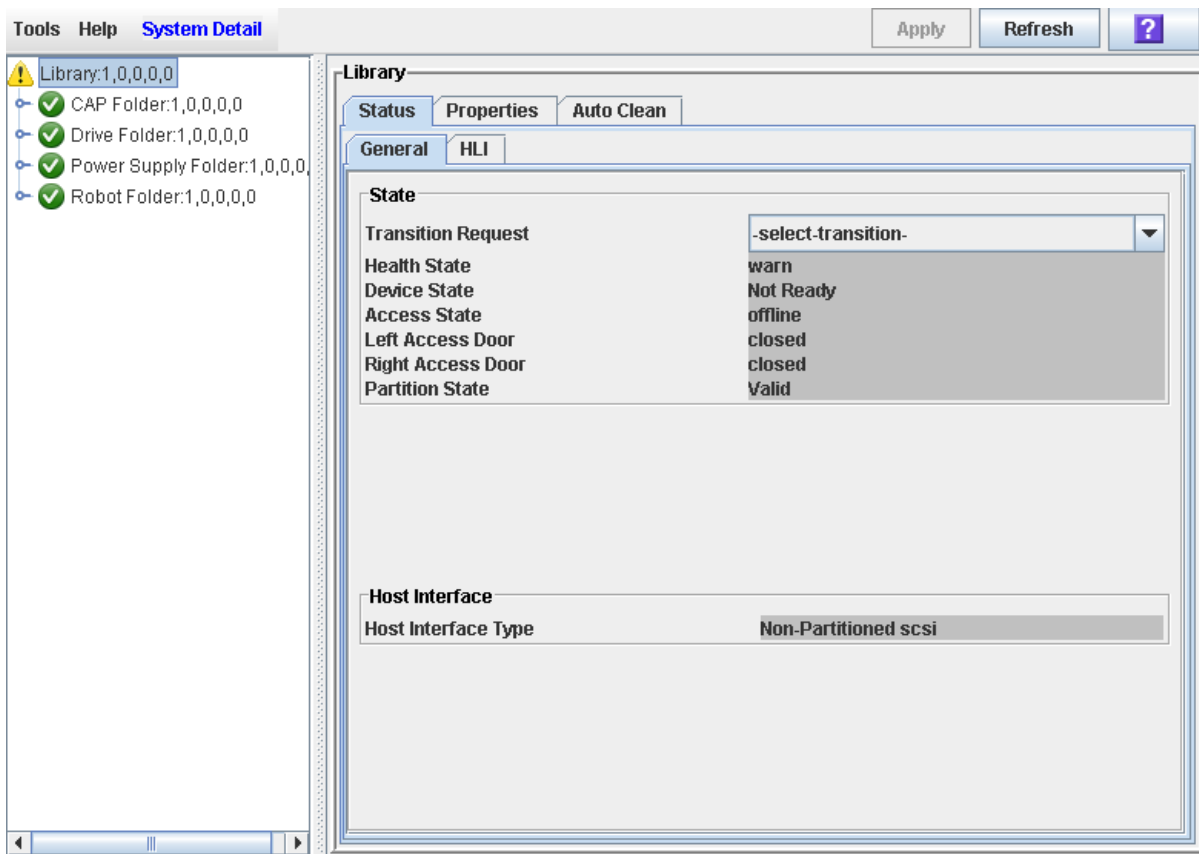 Tools Help System Detail Apply Refresh ?
Library:1,0,0,0,0
CAP Folder:1,0,0,0,0
Drive Folder:1,0,0,0,0
Power Supply Folder:1,0,0,0,
Robot Folder:1,0,0,0,0
Library
Status Properties Auto Clean
General HLI
State
Transition Request -select-transition-
Health State warn
Device State Not Ready
Access State offline
Left Access Door closed
Right Access Door closed
Partition State Valid
Host Interface
Host Interface Type Non-Partitioned scsi